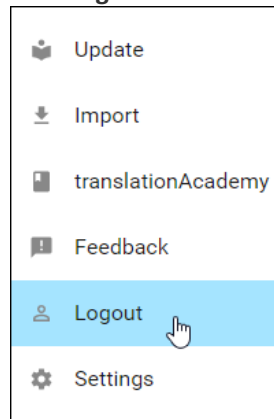 Update
Import
translationAcademy
Feedback
Logout
Settings